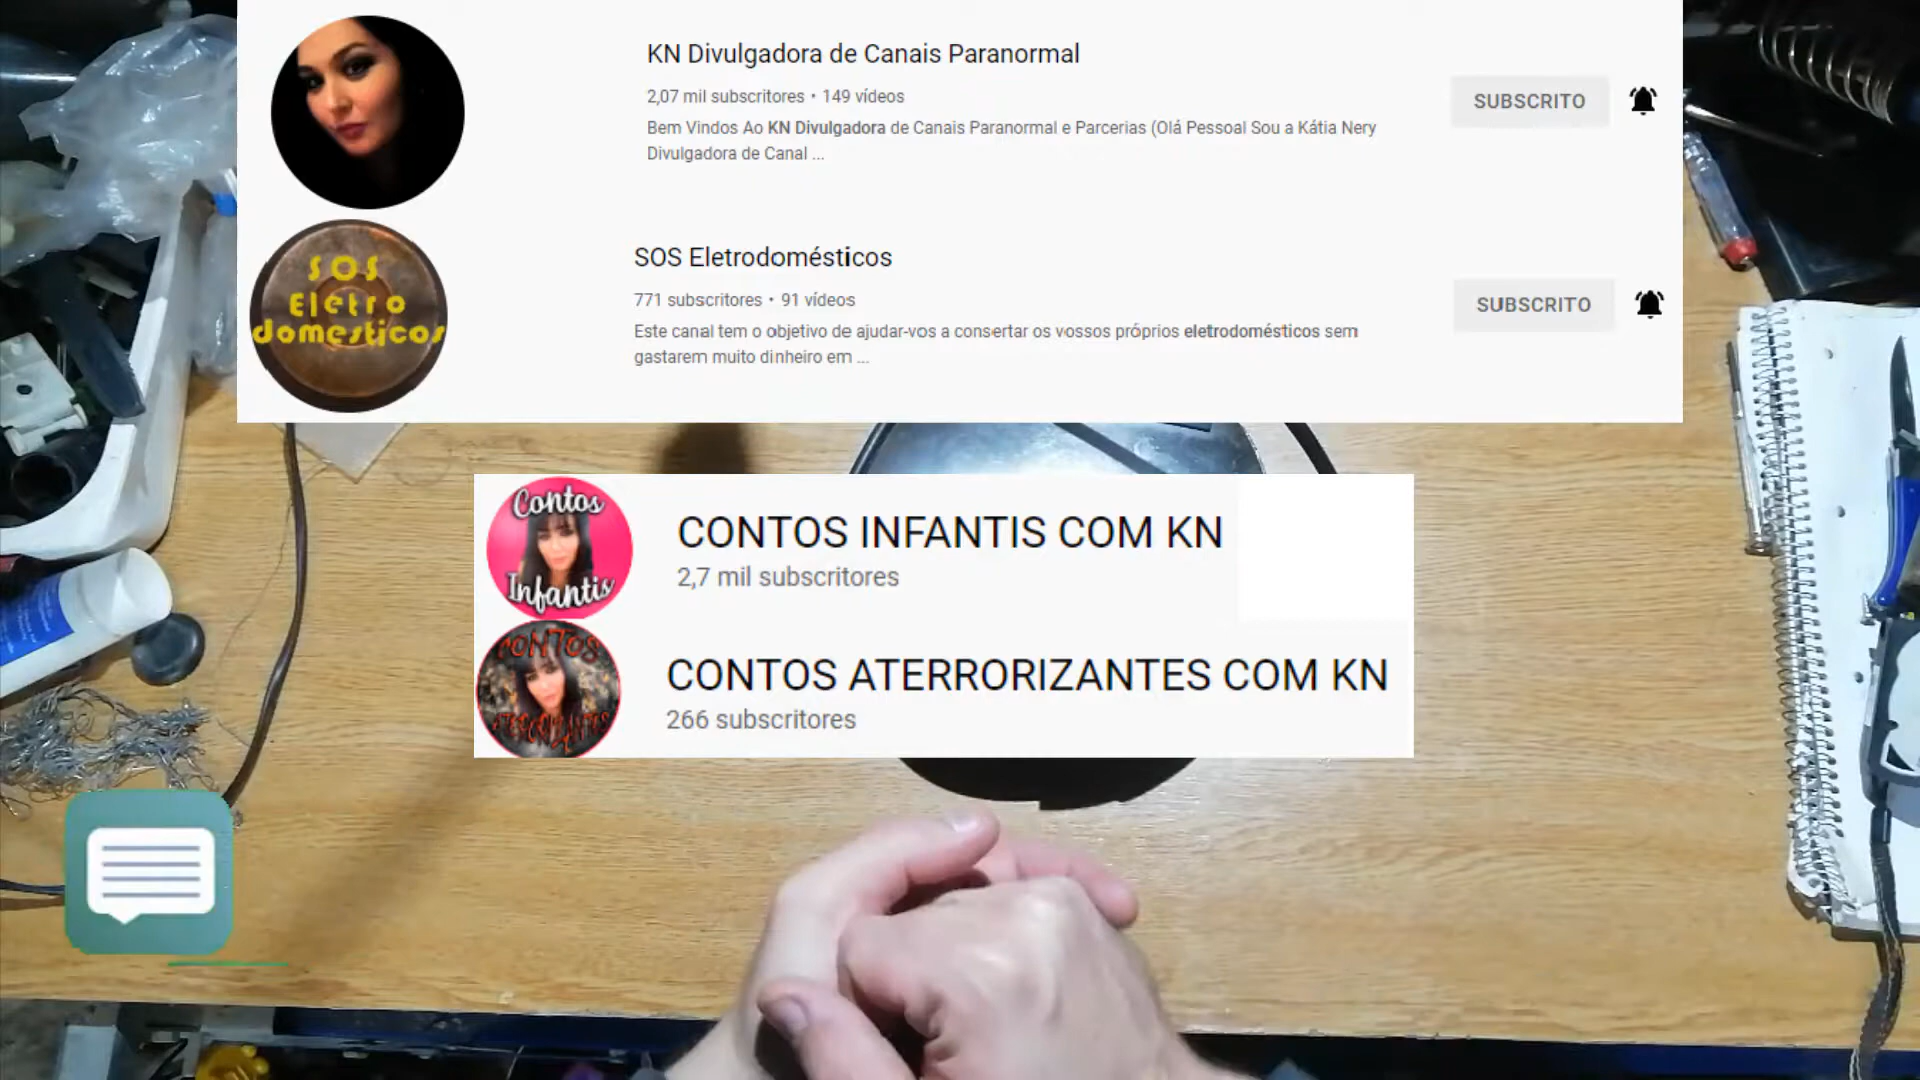 KN Divulgadora de Canais Paranormal
2,07 mil subscritores • 149 vídeos
SUBSCRITO
Bem Vindos Ao KN Divulgadora de Canais Paranormal e Parcerias (Olá Pessoal Sou a Kátia Nery
Divulgadora de Canal ...
SOS
Eletro
domesticos
SOS Eletrodomésticos
771 subscritores • 91 vídeos
SUBSCRITO
Este canal tem o objetivo de ajudar-vos a consertar os vossos próprios eletrodomésticos sem
gastarem muito dinheiro em ...
Contos
Infantis
CONTOS INFANTIS COM KN
2,7 mil subscritores
CONTOS
ATERRORIZANTES
CONTOS ATERRORIZANTES COM KN
266 subscritores